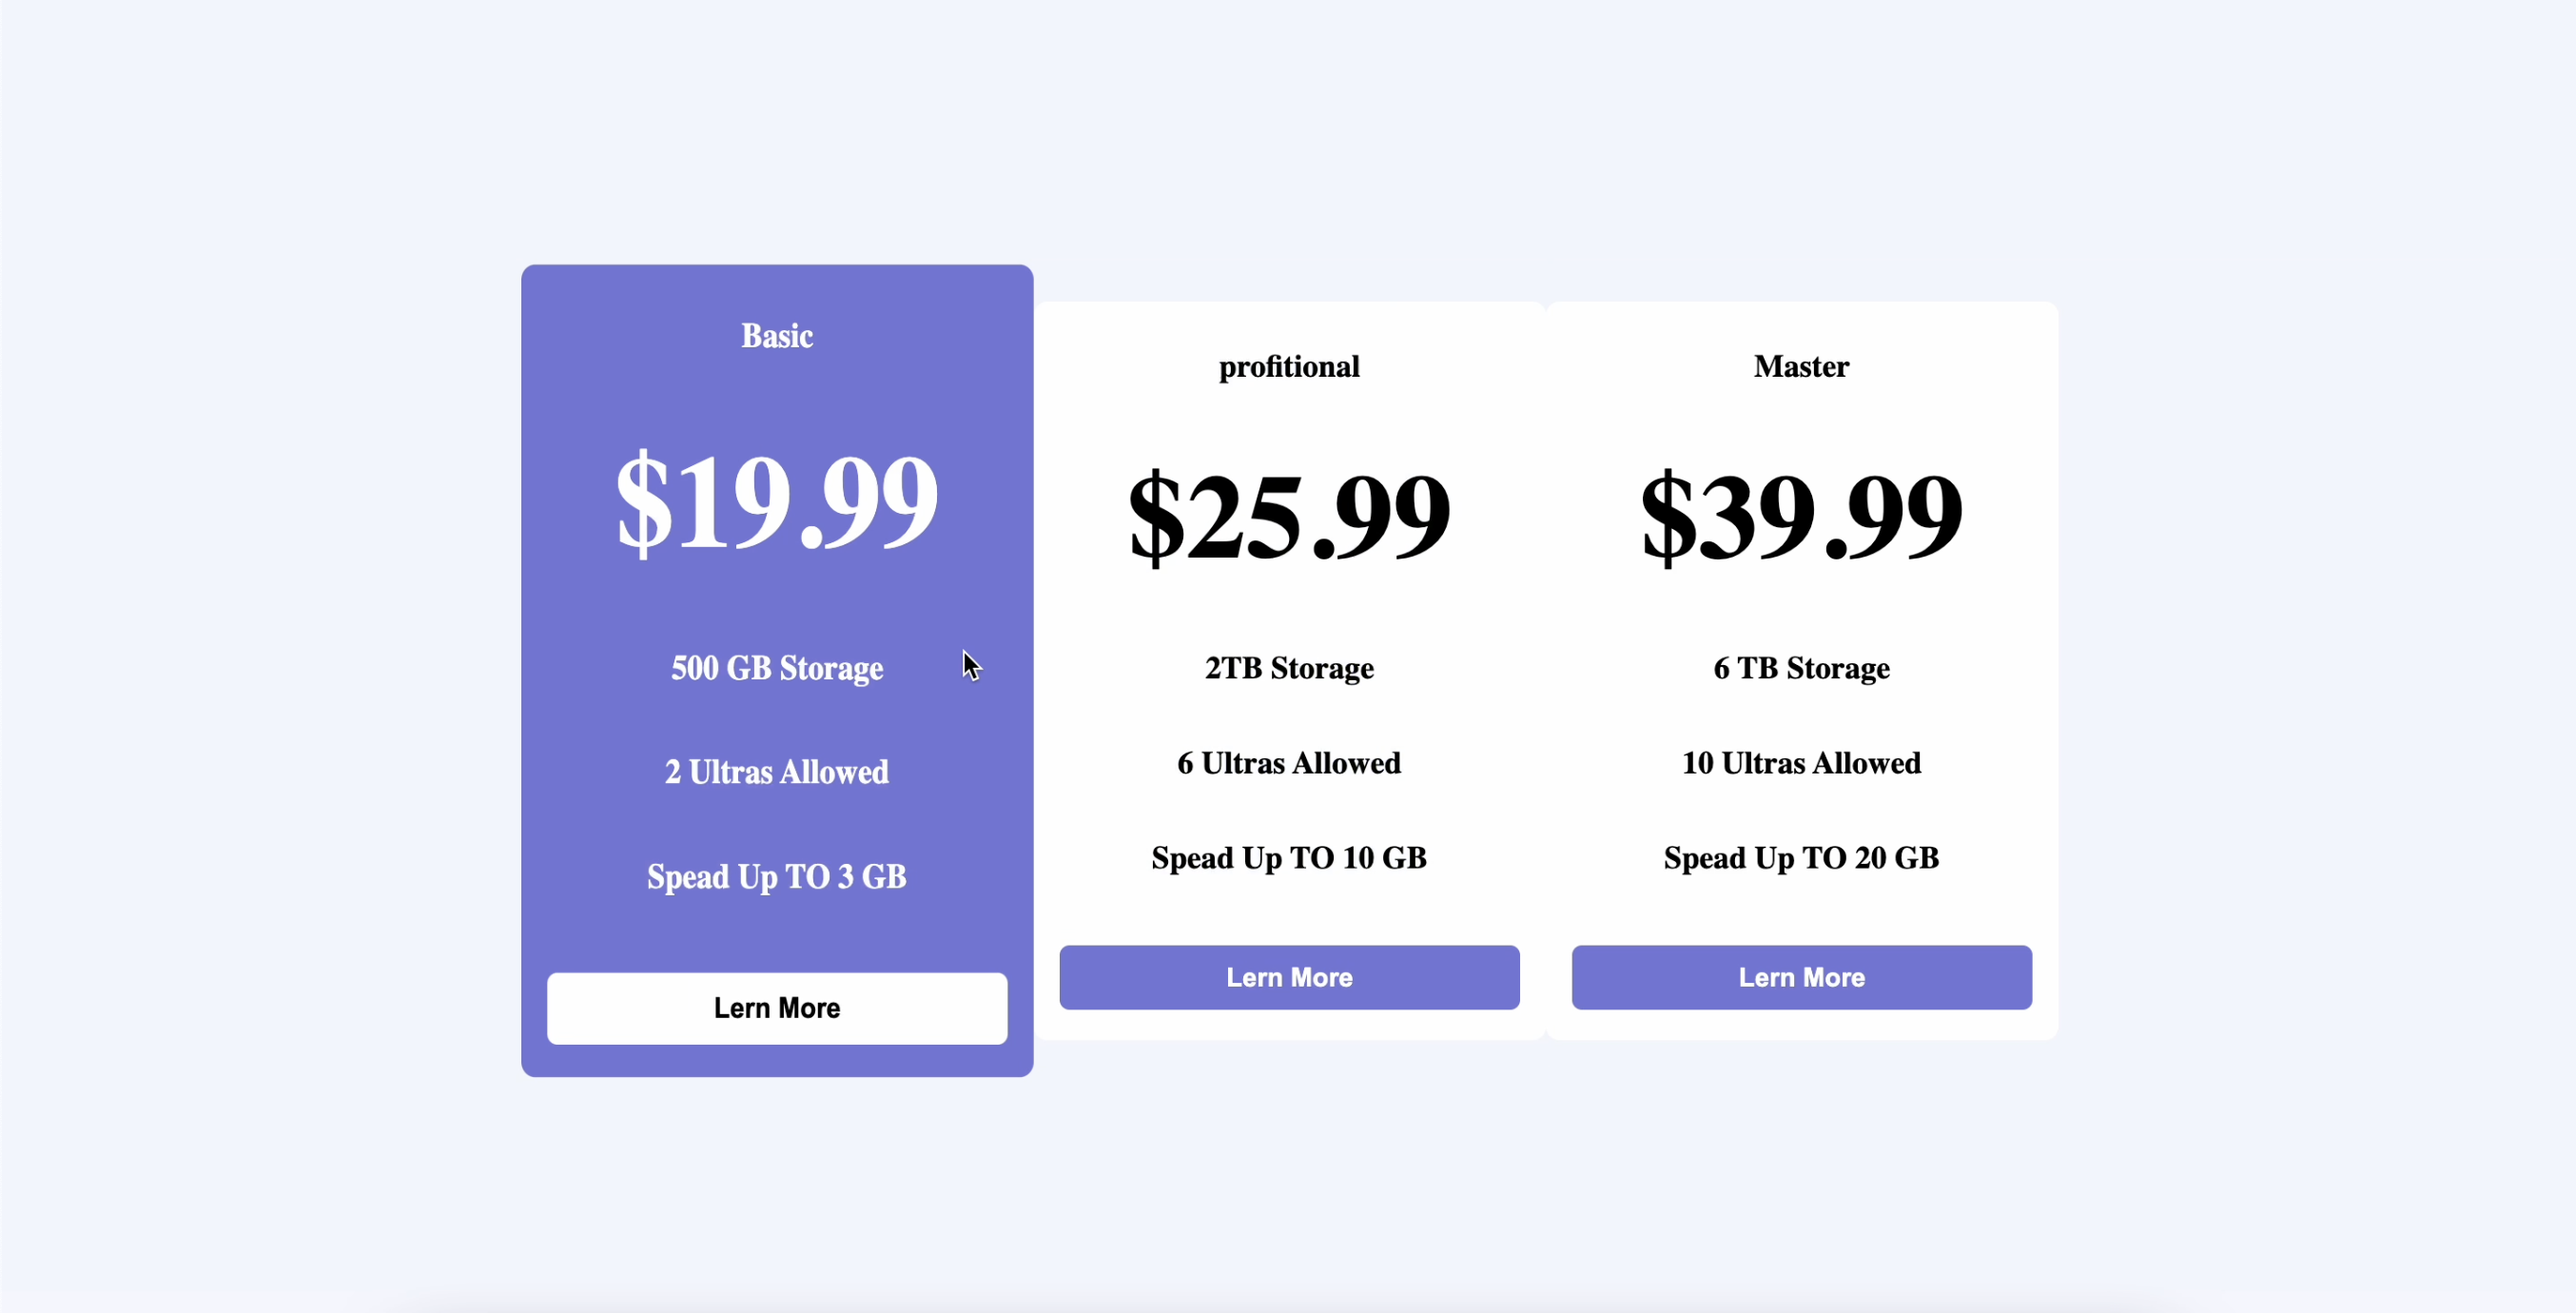 Basic
$19.99
500 GB Storage
2 Ultras Allowed
Spead Up TO 3 GB
Lern More
profitional
$25.99
2TB Storage
6 Ultras Allowed
Spead Up TO 10 GB
Lern More
Master
$39.99
6 TB Storage
10 Ultras Allowed
Spead Up TO 20 GB
Lern More